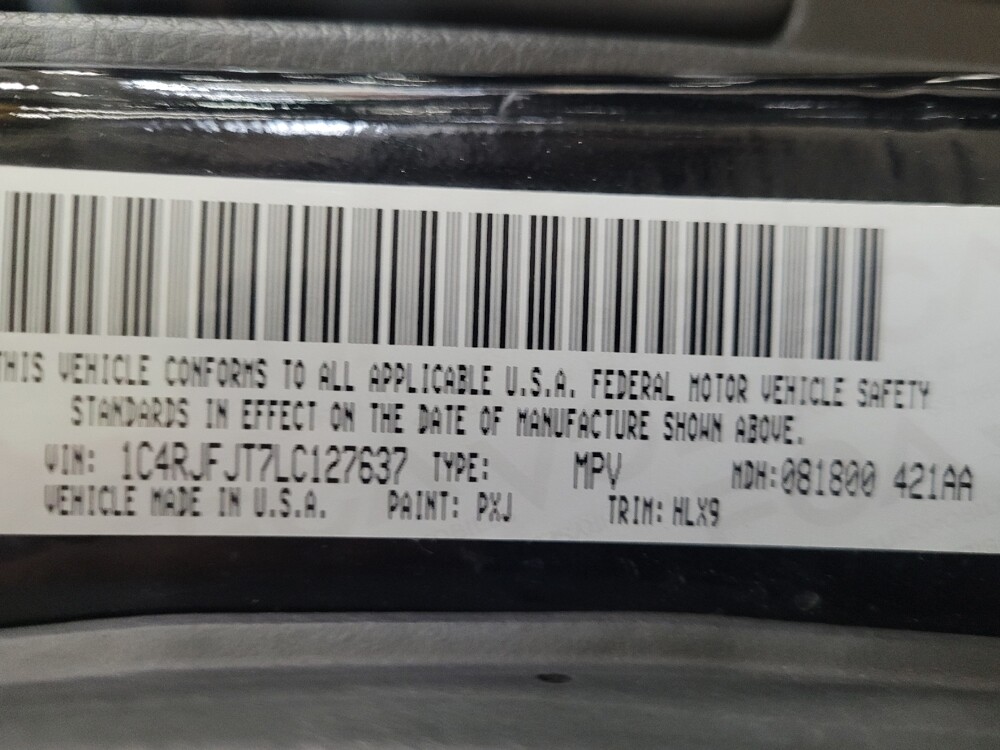 THIS VEHICLE CONFORMS TO ALL APPLICABLE U.S.A. FEDERAL MOTOR VEHICLE SAFETY
STANDARDS IN EFFECT ON THE DATE OF MANUFACTURE SHOWN ABOVE.
VIN: 1C4RJFJT7LC127637 TYPE: MPV MDH:081800 421AA
VEHICLE MADE IN U.S.A. PAINT: PXJ TRIM: HLX9